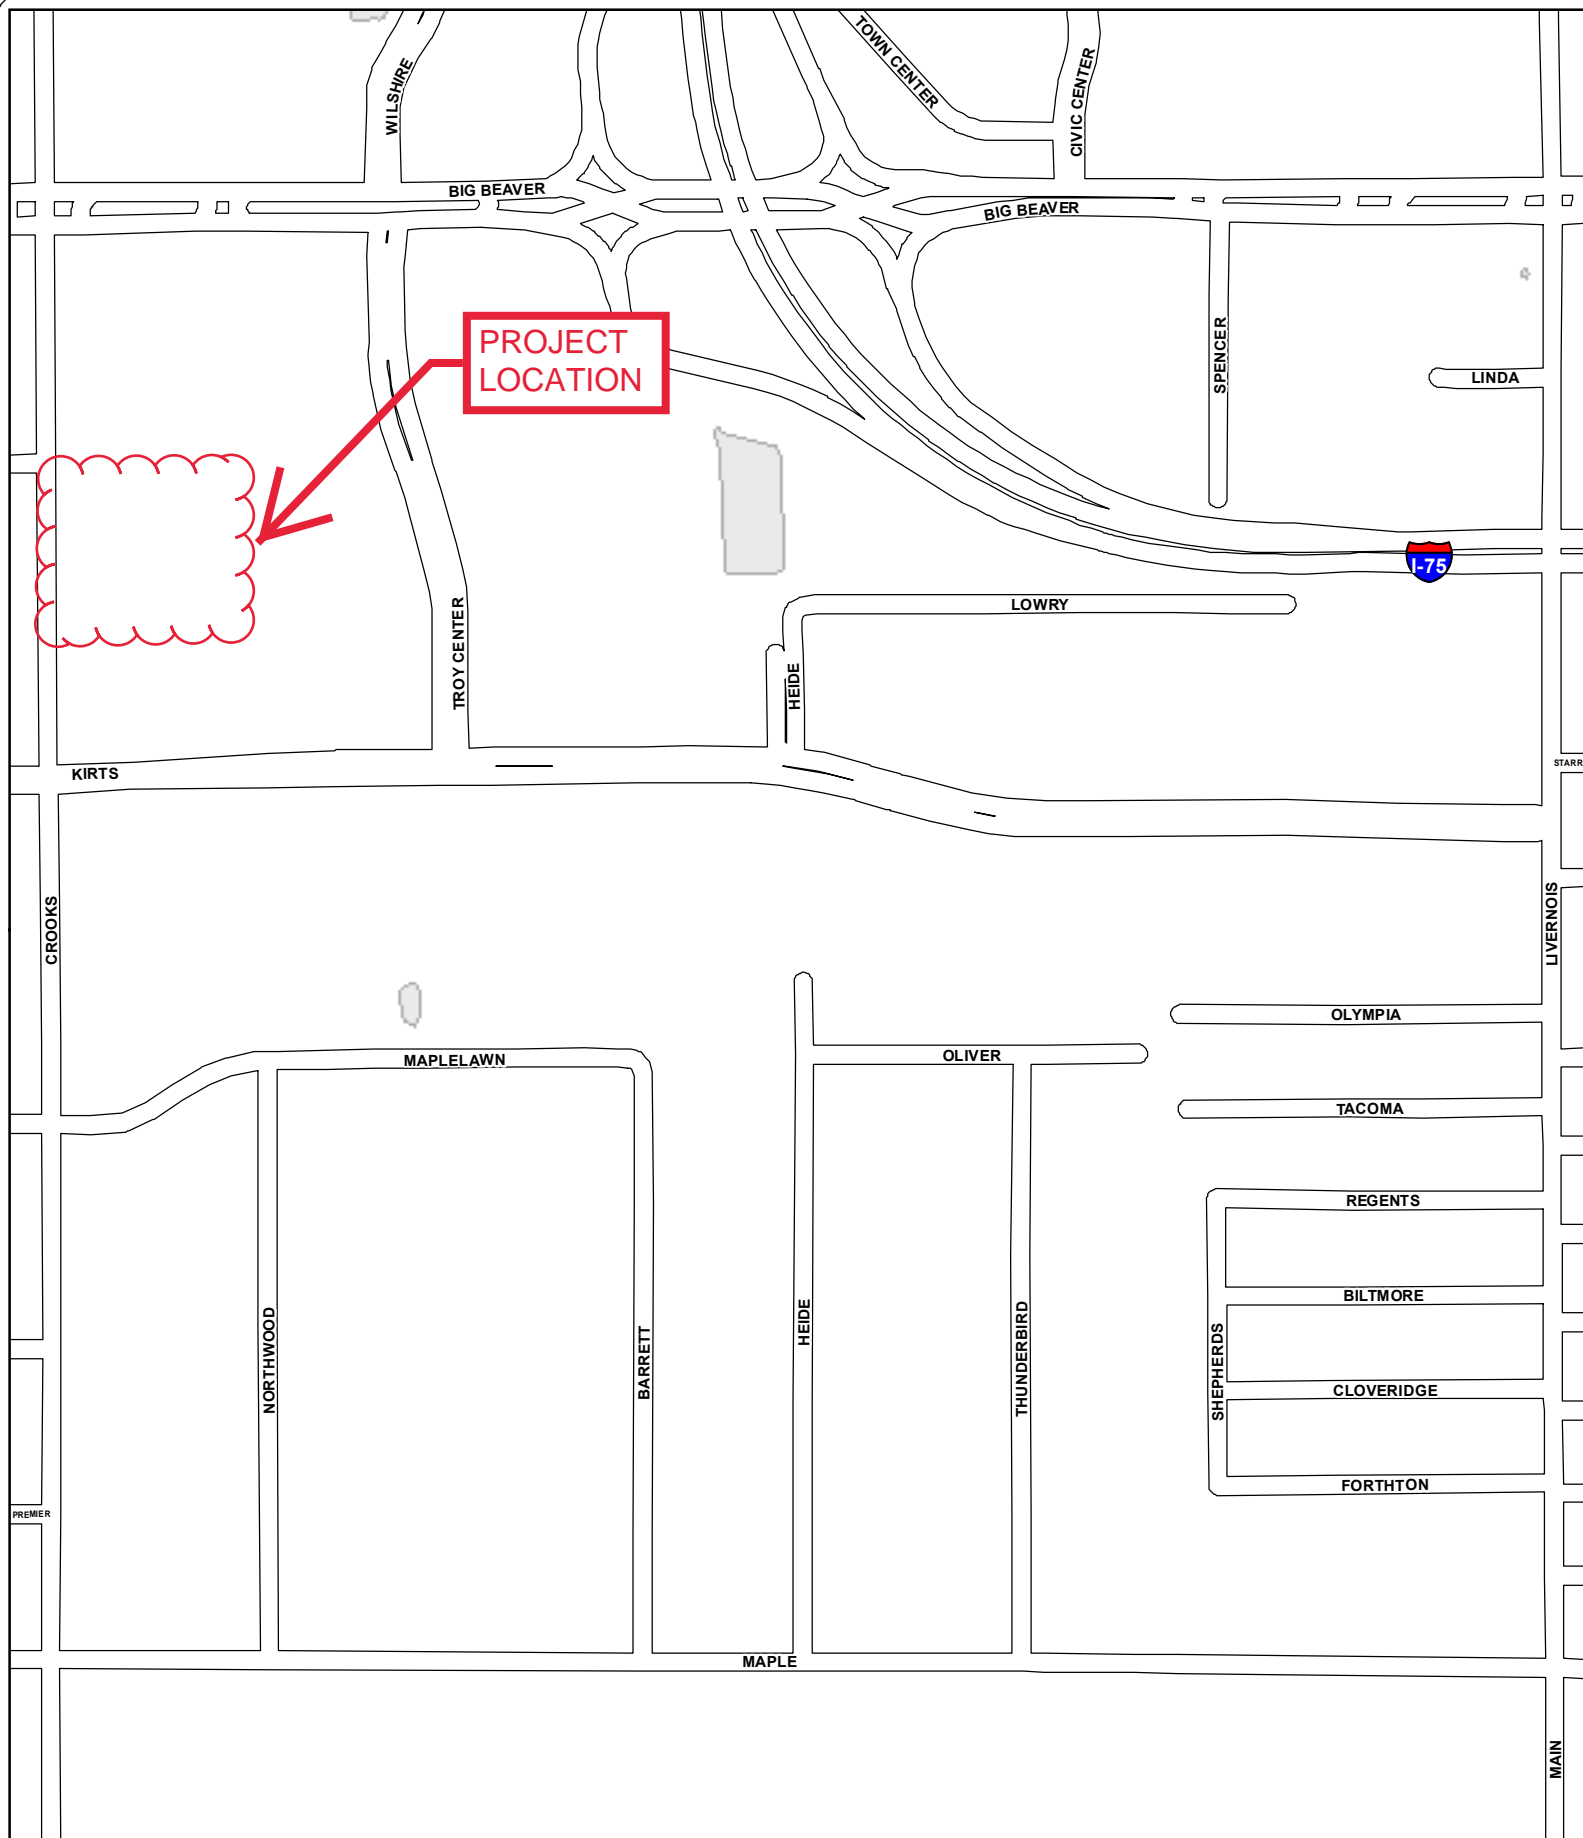 TOWN CENTER
WILSHIRE
CIVIC CENTER
BIG BEAVER
BIG BEAVER
PROJECT
LOCATION
SPENCER
LINDA
I-75
LOWRY
TROY CENTER
HEIDE
KIRTS
STARR
CROOKS
LIVERNOIS
OLYMPIA
MAPLELAWN
OLIVER
TACOMA
REGENTS
BILTMORE
NORTHWOOD
BARRETT
HEIDE
THUNDERBIRD
SHEPHERDS
CLOVERIDGE
FORTHTON
PREMIER
MAPLE
MAIN